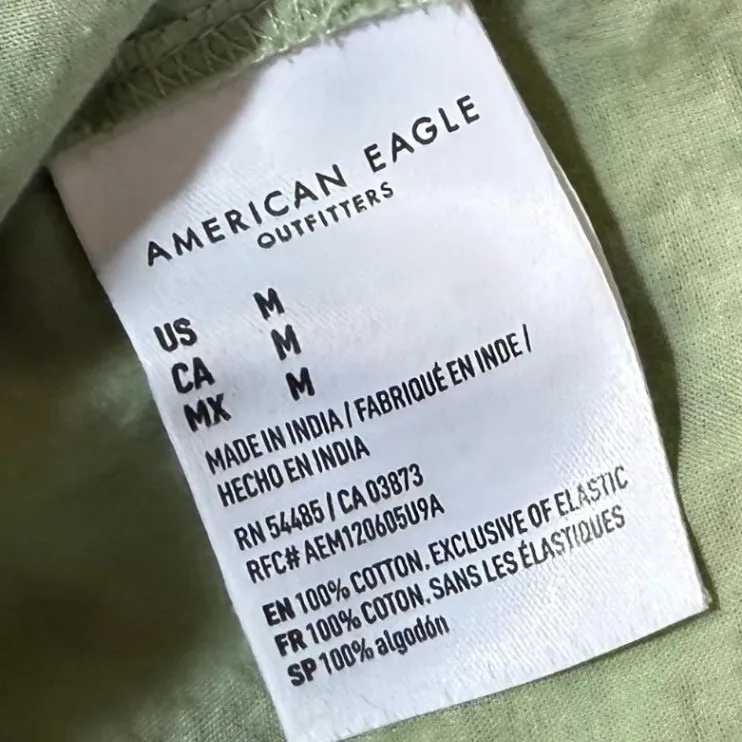 AMERICAN EAGLE
OUTFITTERS
US M
CA M
MX M
MADE IN INDIA / FABRIQUÉ EN INDE /
HECHO EN INDIA
RN 54485 / CA 03873
RFC# AEM120605U9A
EN 100% COTTON. EXCLUSIVE OF ELASTIC
FR 100% COTON. SANS LES ÉLASTIQUES
SP 100% algodón